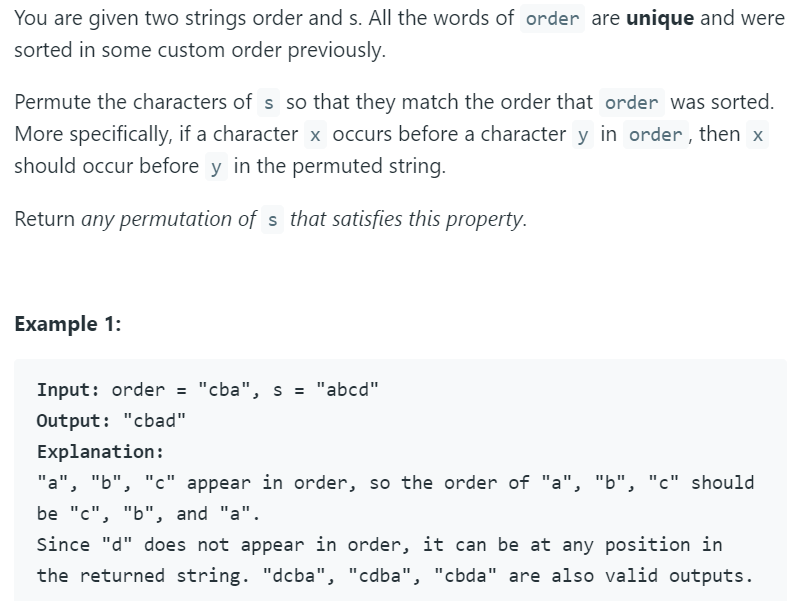 You are given two strings order and s. All the words of order are unique and were
sorted in some custom order previously.
Permute the characters of s so that they match the order that order was sorted.
More specifically, if a character x occurs before a character y in order, then x
should occur before y in the permuted string.
Return any permutation of s that satisfies this property.
Example 1:
Input: order = "cba", s = "abcd"
Output: "cbad"
Explanation:
"a", "b", "c" appear in order, so the order of "a", "b", "c" should
be "c", "b", and "a".
Since "d" does not appear in order, it can be at any position in
the returned string. "dcba", "cdba", "cbda" are also valid outputs.